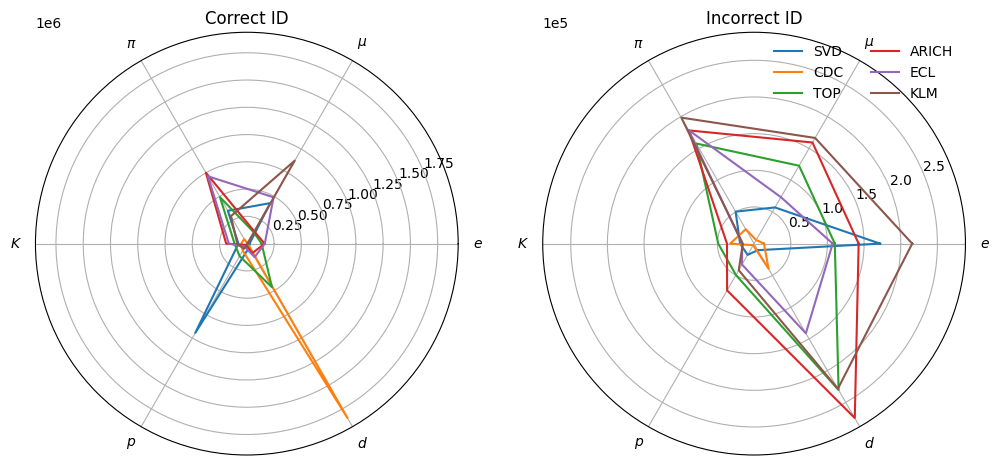 Correct ID
1e6
π
μ
K
e
p
d
0.25
0.50
0.75
1.00
1.25
1.50
1.75
Incorrect ID
1e5
π
μ
K
e
p
d
0.5
1.0
1.5
2.0
2.5
SVD
CDC
TOP
ARICH
ECL
KLM